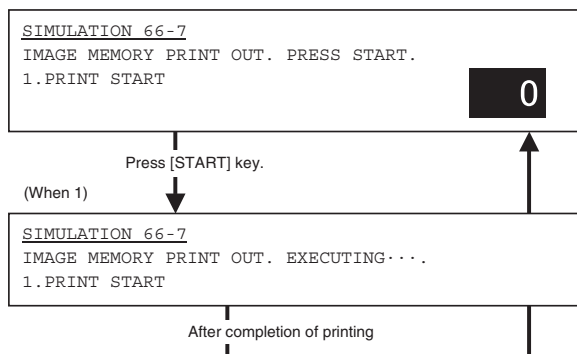 SIMULATION 66-7
IMAGE MEMORY PRINT OUT. PRESS START.
1.PRINT START
0
Press [START] key.
(When 1)
SIMULATION 66-7
IMAGE MEMORY PRINT OUT. EXECUTING···.
1.PRINT START
After completion of printing